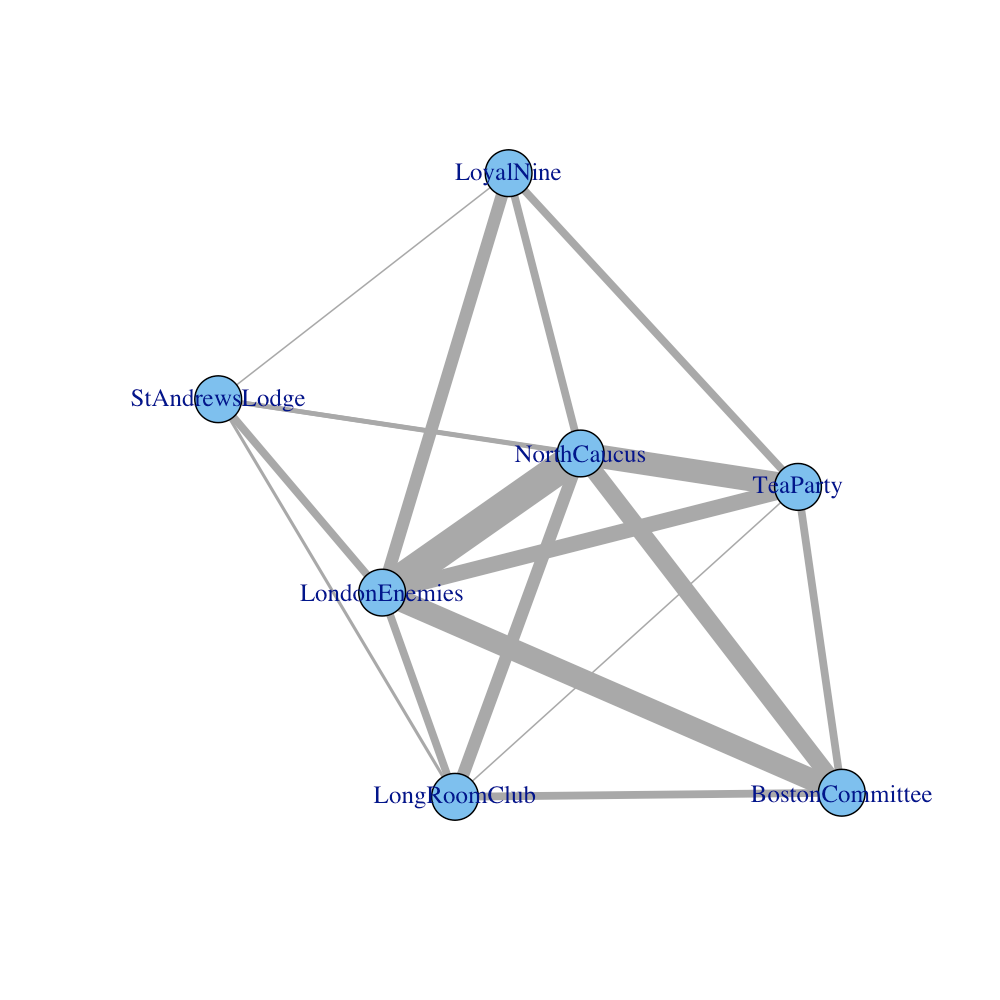 LoyalNine
StAndrewsLodge
NorthCaucus
TeaParty
LondonEnemies
LongRoomClub
BostonCommittee